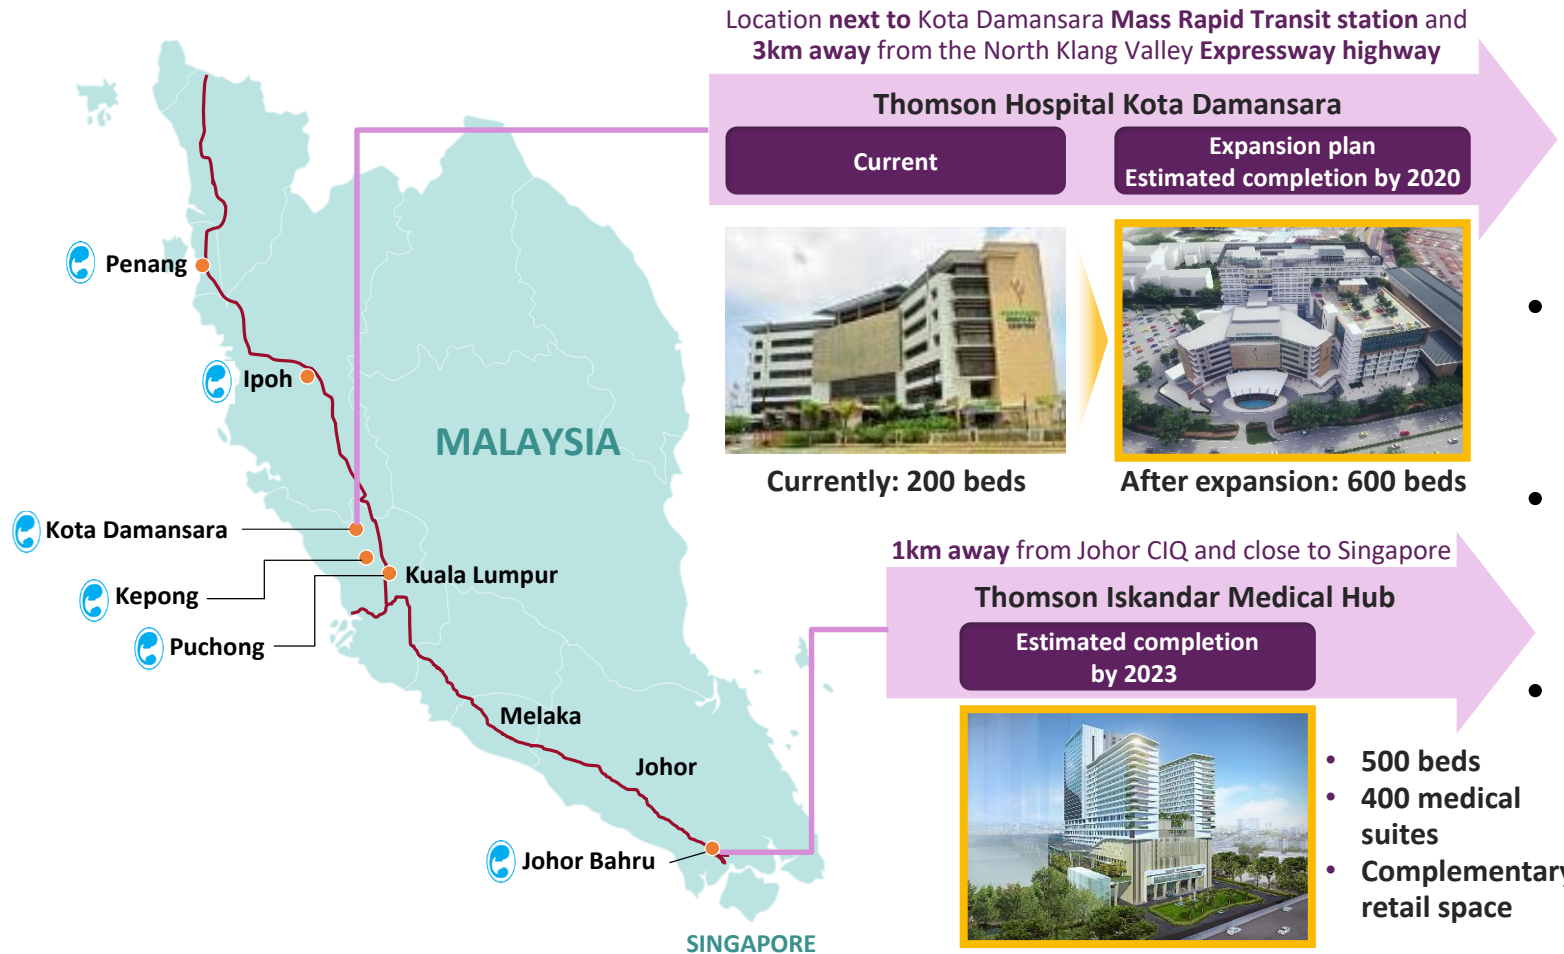 Location next to Kota Damansara Mass Rapid Transit station and
3km away from the North Klang Valley Expressway highway
Thomson Hospital Kota Damansara
Current
Expansion plan
Estimated completion by 2020
Currently: 200 beds
After expansion: 600 beds
Penang
Ipoh
MALAYSIA
Kota Damansara
Kepong
Kuala Lumpur
Puchong
Melaka
Johor
Johor Bahru
SINGAPORE
1km away from Johor CIQ and close to Singapore
Thomson Iskandar Medical Hub
Estimated completion
by 2023
• 500 beds
• 400 medical
suites
• Complementary
retail space